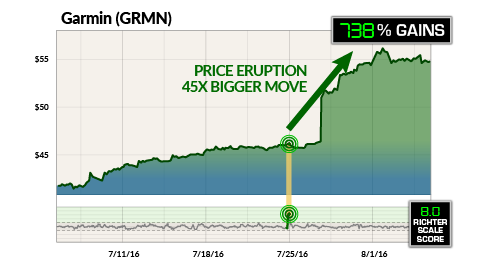 Garmin (GRMN)
738% GAINS
PRICE ERUPTION
45X BIGGER MOVE
$55
$50
$45
8.0
RICHTER
SCALE
SCORE
7/11/16
7/18/16
7/25/16
8/1/16